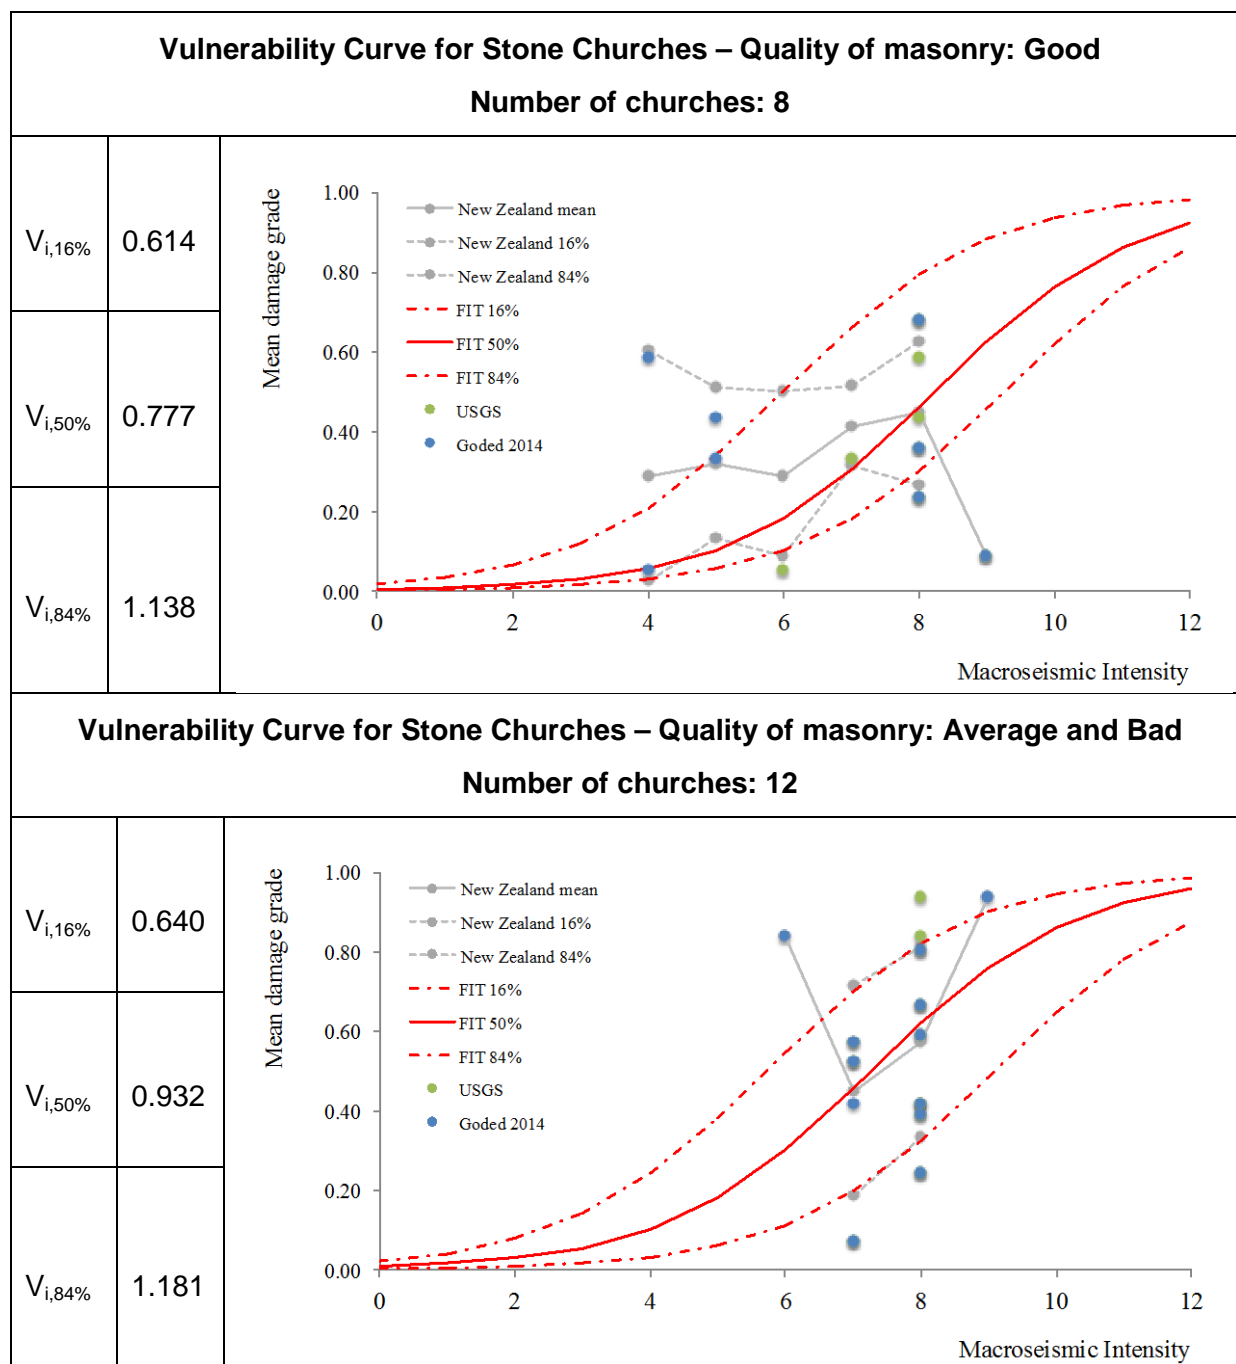 Vulnerability Curve for Stone Churches – Quality of masonry: Good
Number of churches: 8
Vi,16% 0.614
Vi,50% 0.777
Vi,84% 1.138
Mean damage grade
1.00
0.80
0.60
0.40
0.20
0.00
New Zealand mean
New Zealand 16%
New Zealand 84%
FIT 16%
FIT 50%
FIT 84%
USGS
Goded 2014
0 2 4 6 8 10 12
Macroseismic Intensity
Vulnerability Curve for Stone Churches – Quality of masonry: Average and Bad
Number of churches: 12
Vi,16% 0.640
Vi,50% 0.932
Vi,84% 1.181
Mean damage grade
1.00
0.80
0.60
0.40
0.20
0.00
New Zealand mean
New Zealand 16%
New Zealand 84%
FIT 16%
FIT 50%
FIT 84%
USGS
Goded 2014
0 2 4 6 8 10 12
Macroseismic Intensity